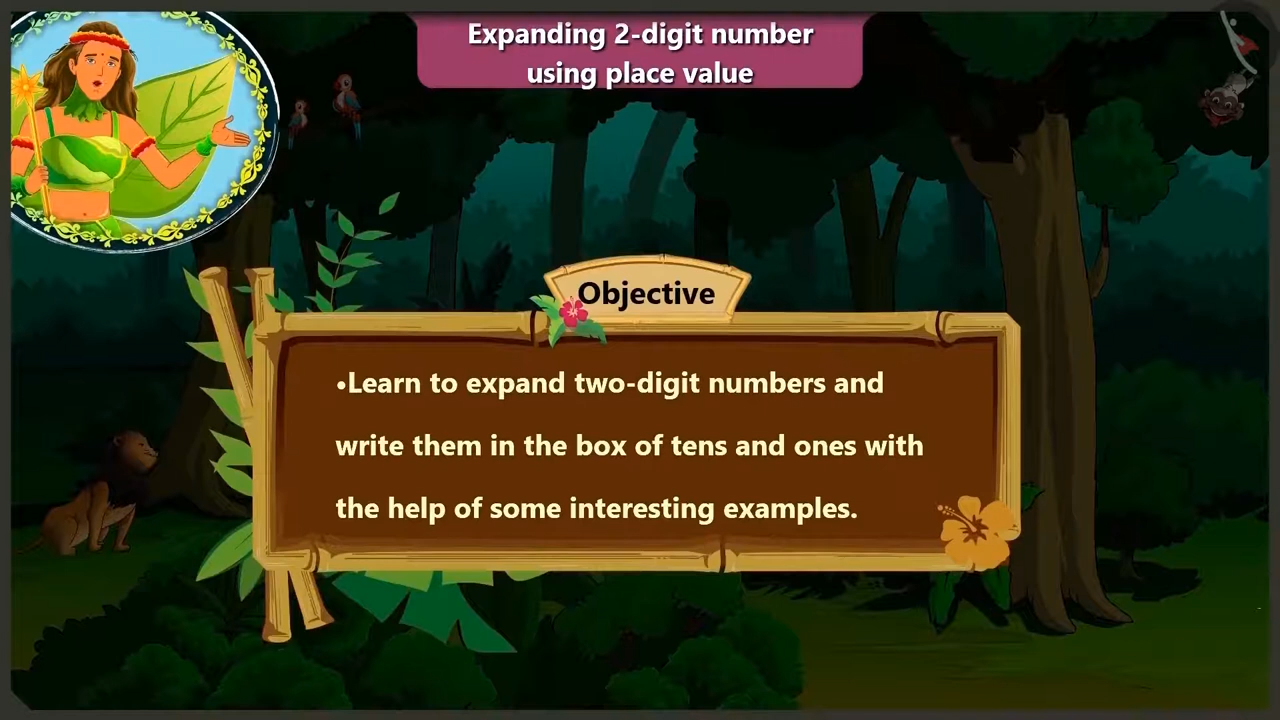 Expanding 2-digit number
using place value
Objective
•Learn to expand two-digit numbers and
write them in the box of tens and ones with
the help of some interesting examples.